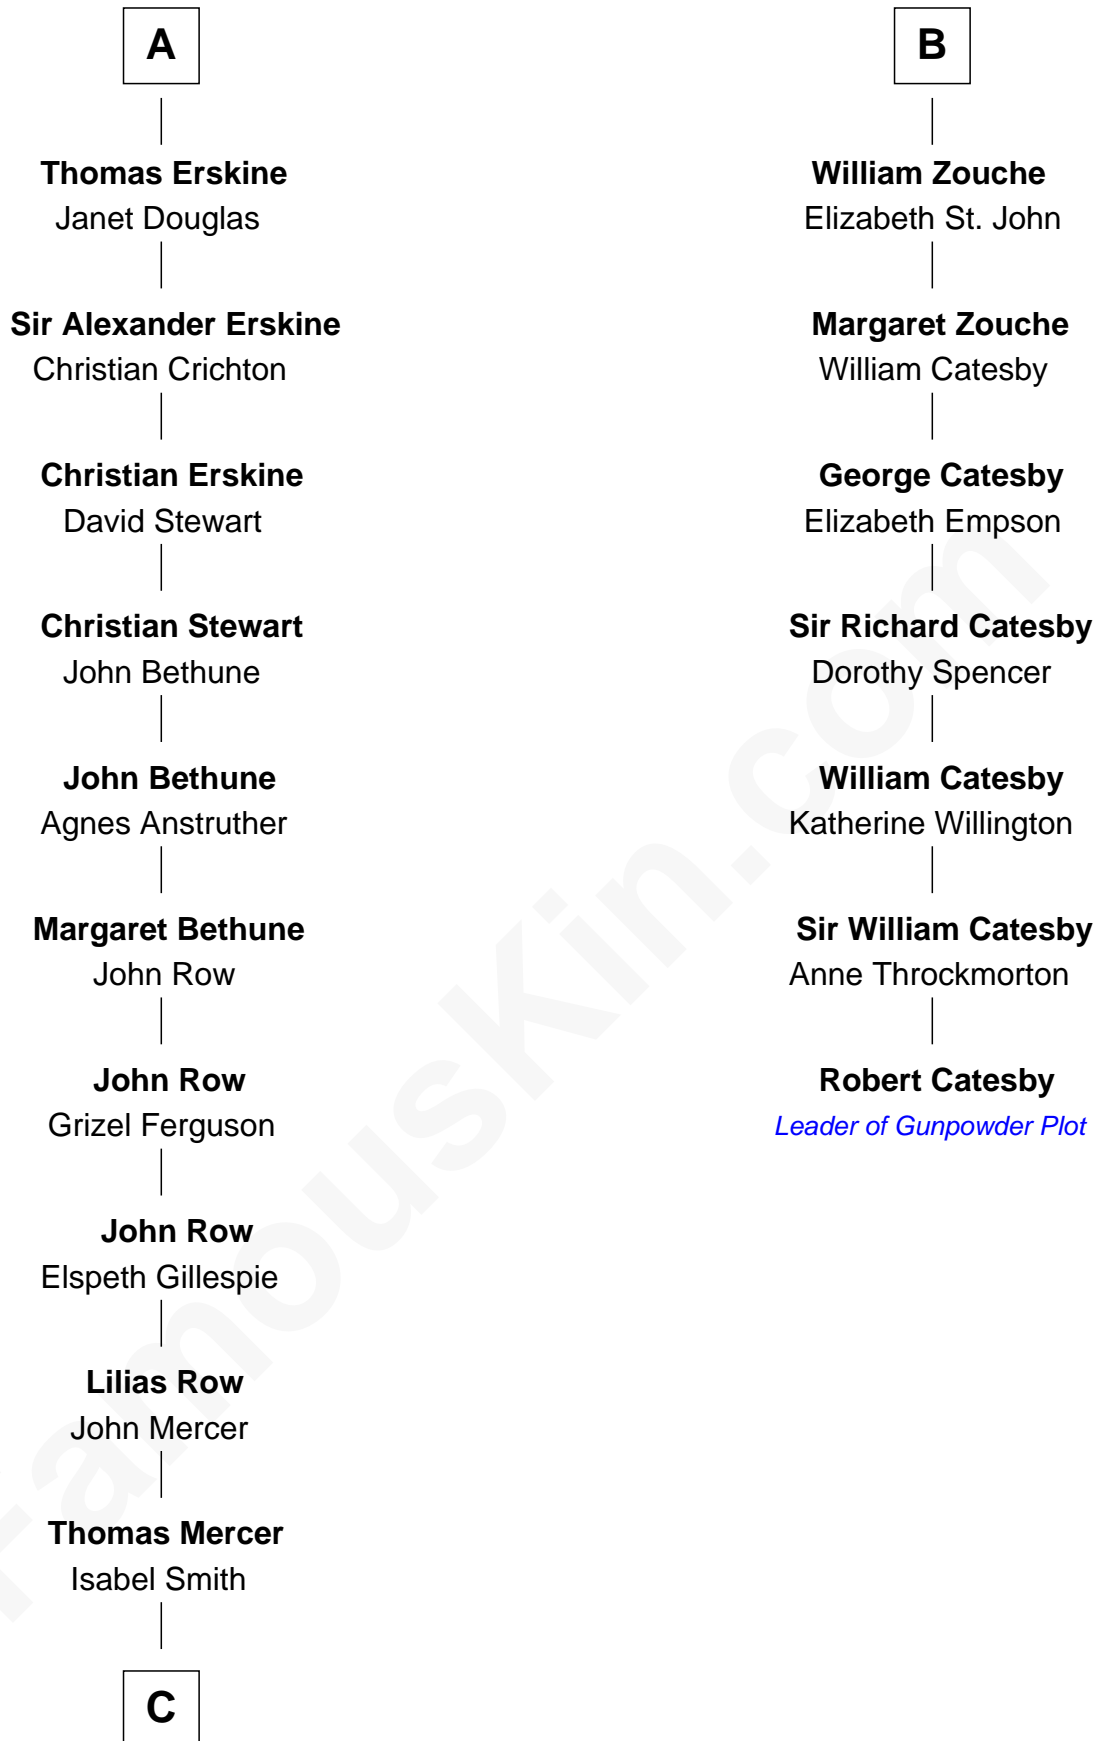 A
Thomas Erskine
Janet Douglas
Sir Alexander Erskine
Christian Crichton
Christian Erskine
David Stewart
Christian Stewart
John Bethune
John Bethune
Agnes Anstruther
Margaret Bethune
John Row
John Row
Grizel Ferguson
John Row
Elspeth Gillespie
Lilias Row
John Mercer
Thomas Mercer
Isabel Smith
C
B
William Zouche
Elizabeth St. John
Margaret Zouche
William Catesby
George Catesby
Elizabeth Empson
Sir Richard Catesby
Dorothy Spencer
William Catesby
Katherine Willington
Sir William Catesby
Anne Throckmorton
Robert Catesby
Leader of Gunpowder Plot
FamousKin.com